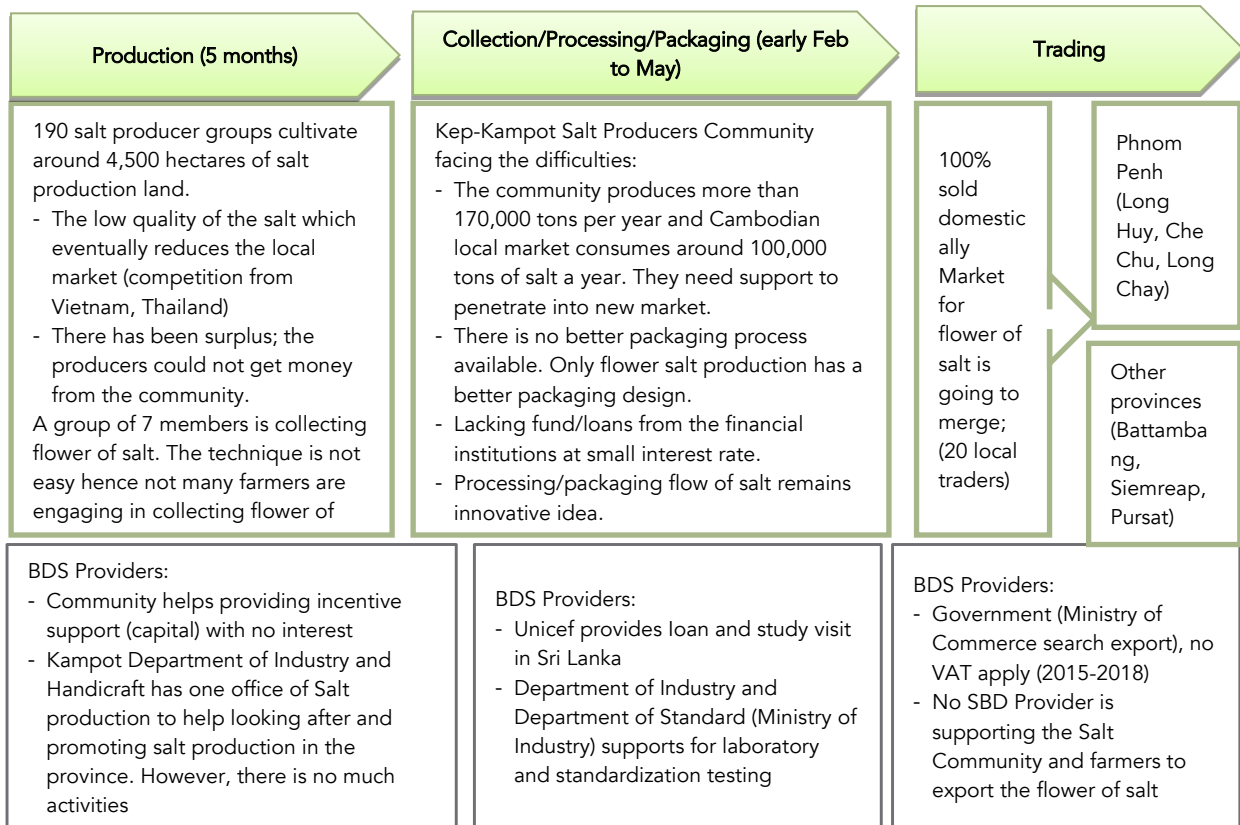 Production (5 months)
Collection/Processing/Packaging (early Feb
to May)
Trading
190 salt producer groups cultivate
around 4,500 hectares of salt
production land.
- The low quality of the salt which
eventually reduces the local
market (competition from
Vietnam, Thailand)
- There has been surplus; the
producers could not get money
from the community.
A group of 7 members is collecting
flower of salt. The technique is not
easy hence not many farmers are
engaging in collecting flower of
Kep-Kampot Salt Producers Community
facing the difficulties:
- The community produces more than
170,000 tons per year and Cambodian
local market consumes around 100,000
tons of salt a year. They need support to
penetrate into new market.
- There is no better packaging process
available. Only flower salt production has a
better packaging design.
- Lacking fund/loans from the financial
institutions at small interest rate.
- Processing/packaging flow of salt remains
innovative idea.
100%
sold
domestic
ally
Market
for
flower of
salt is
going to
merge;
(20 local
traders)
Phnom
Penh
(Long
Huy, Che
Chu, Long
Chay)
Other
provinces
(Battamba
ng,
Siemreap,
Pursat)
BDS Providers:
- Community helps providing incentive
support (capital) with no interest
- Kampot Department of Industry and
Handicraft has one office of Salt
production to help looking after and
promoting salt production in the
province. However, there is no much
activities
BDS Providers:
- Unicef provides loan and study visit
in Sri Lanka
- Department of Industry and
Department of Standard (Ministry of
Industry) supports for laboratory
and standardization testing
BDS Providers:
- Government (Ministry of
Commerce search export), no
VAT apply (2015-2018)
- No SBD Provider is
supporting the Salt
Community and farmers to
export the flower of salt